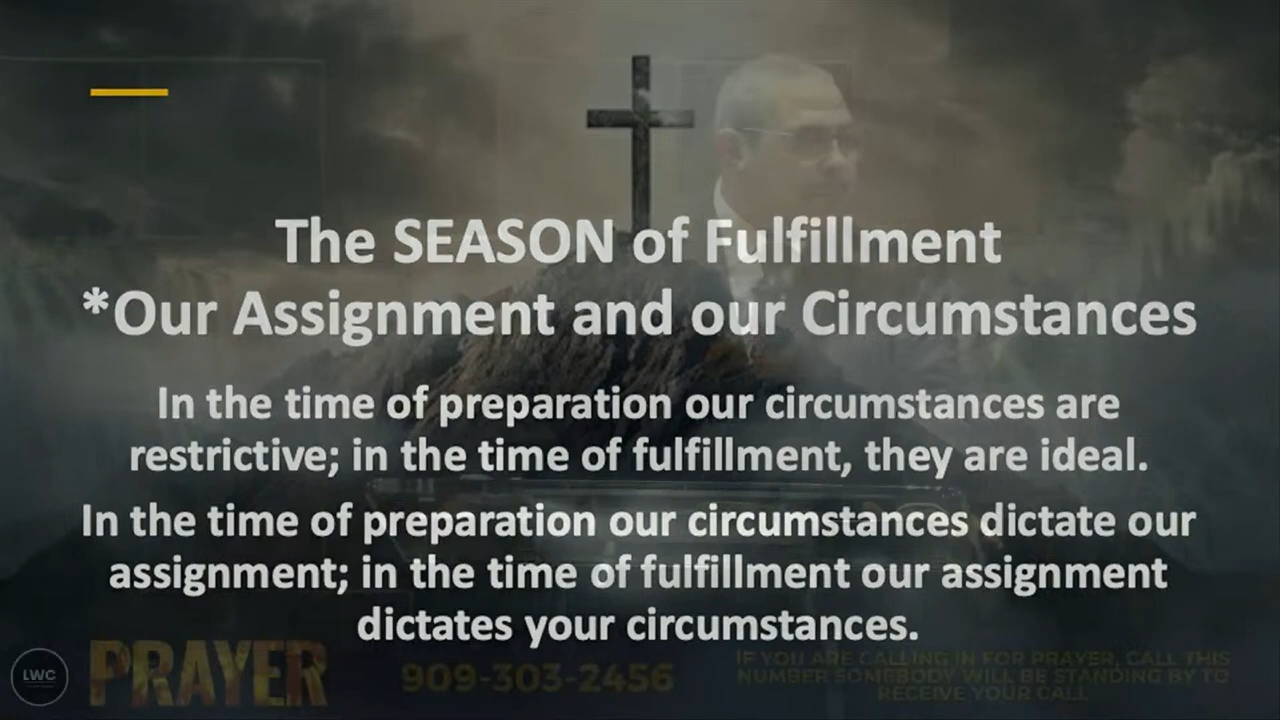 The SEASON of Fulfillment
*Our Assignment and our Circumstances
In the time of preparation our circumstances are
restrictive; in the time of fulfillment, they are ideal.
In the time of preparation our circumstances dictate our
assignment; in the time of fulfillment our assignment
dictates your circumstances.
LWC
PRAYER
909-303-2456
IF YOU ARE CALLING IN FOR PRAYER, CALL THIS
NUMBER SOMEBODY WILL BE STANDING BY TO
RECEIVE YOUR CALL